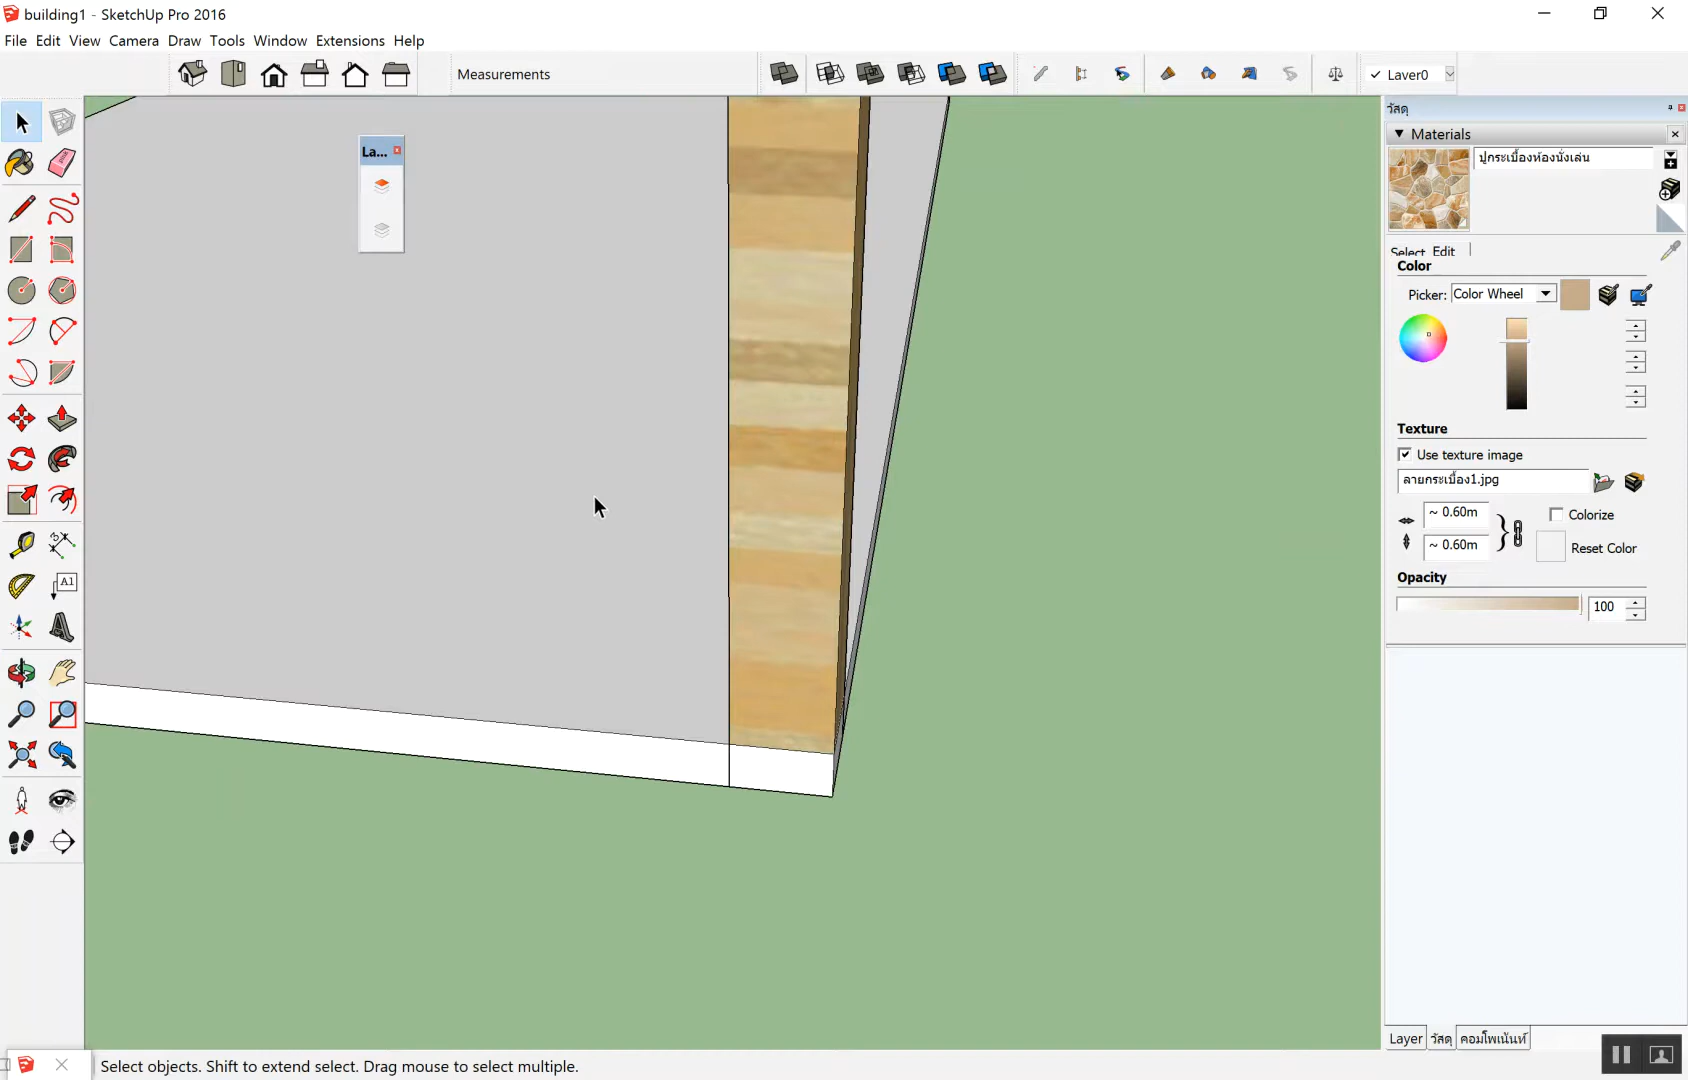 building1 - SketchUp Pro 2016
File Edit View Camera Draw Tools Window Extensions Help
Measurements
Layer0
La...
วัสดุ
Materials
ปูกระเบื้องห้องนั่งเล่น
Select Edit
Color
Picker: Color Wheel
Texture
Use texture image
ลายกระเบื้อง1.jpg
~ 0.60m
Colorize
~ 0.60m
Reset Color
Opacity
100
A1
Layer วัสดุ คอมโพเน้นท์
Select objects. Shift to extend select. Drag mouse to select multiple.